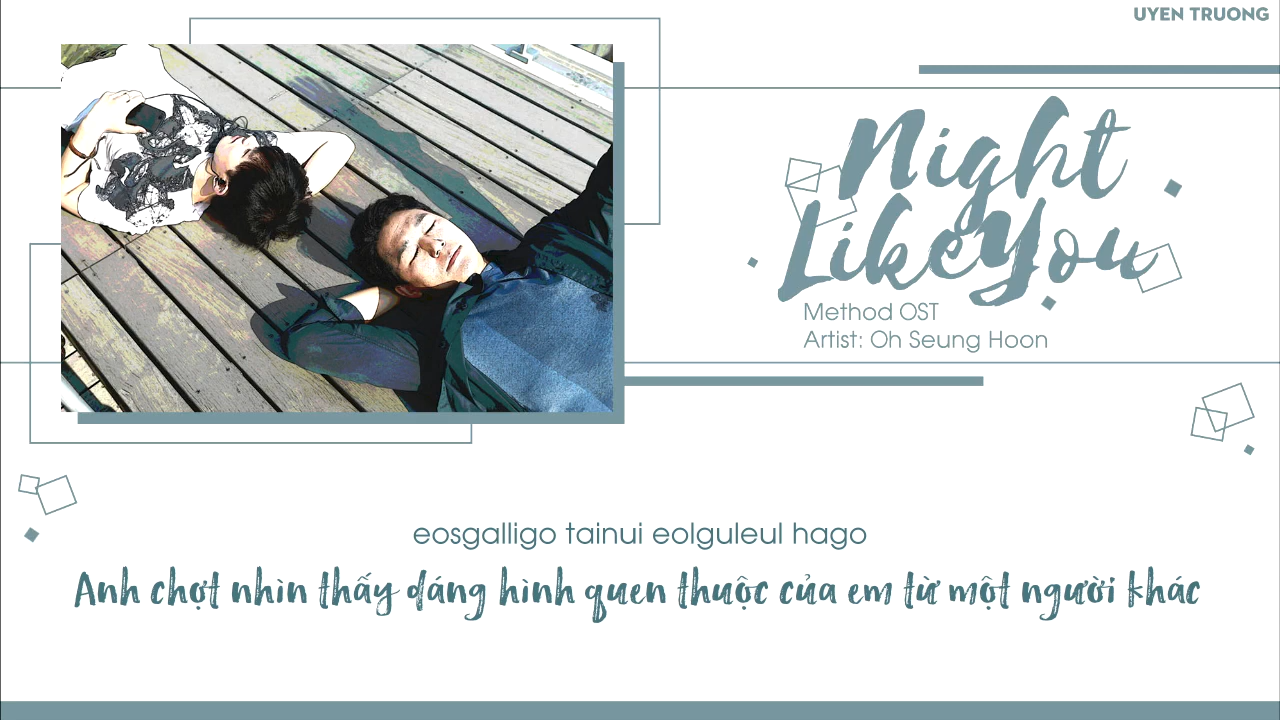 UYEN TRUONG
Night
Like You
Method OST
Artist: Oh Seung Hoon
eosgalligo tainui eolguleul hago
Anh chợt nhìn thấy dáng hình quen thuộc của em từ một người khác